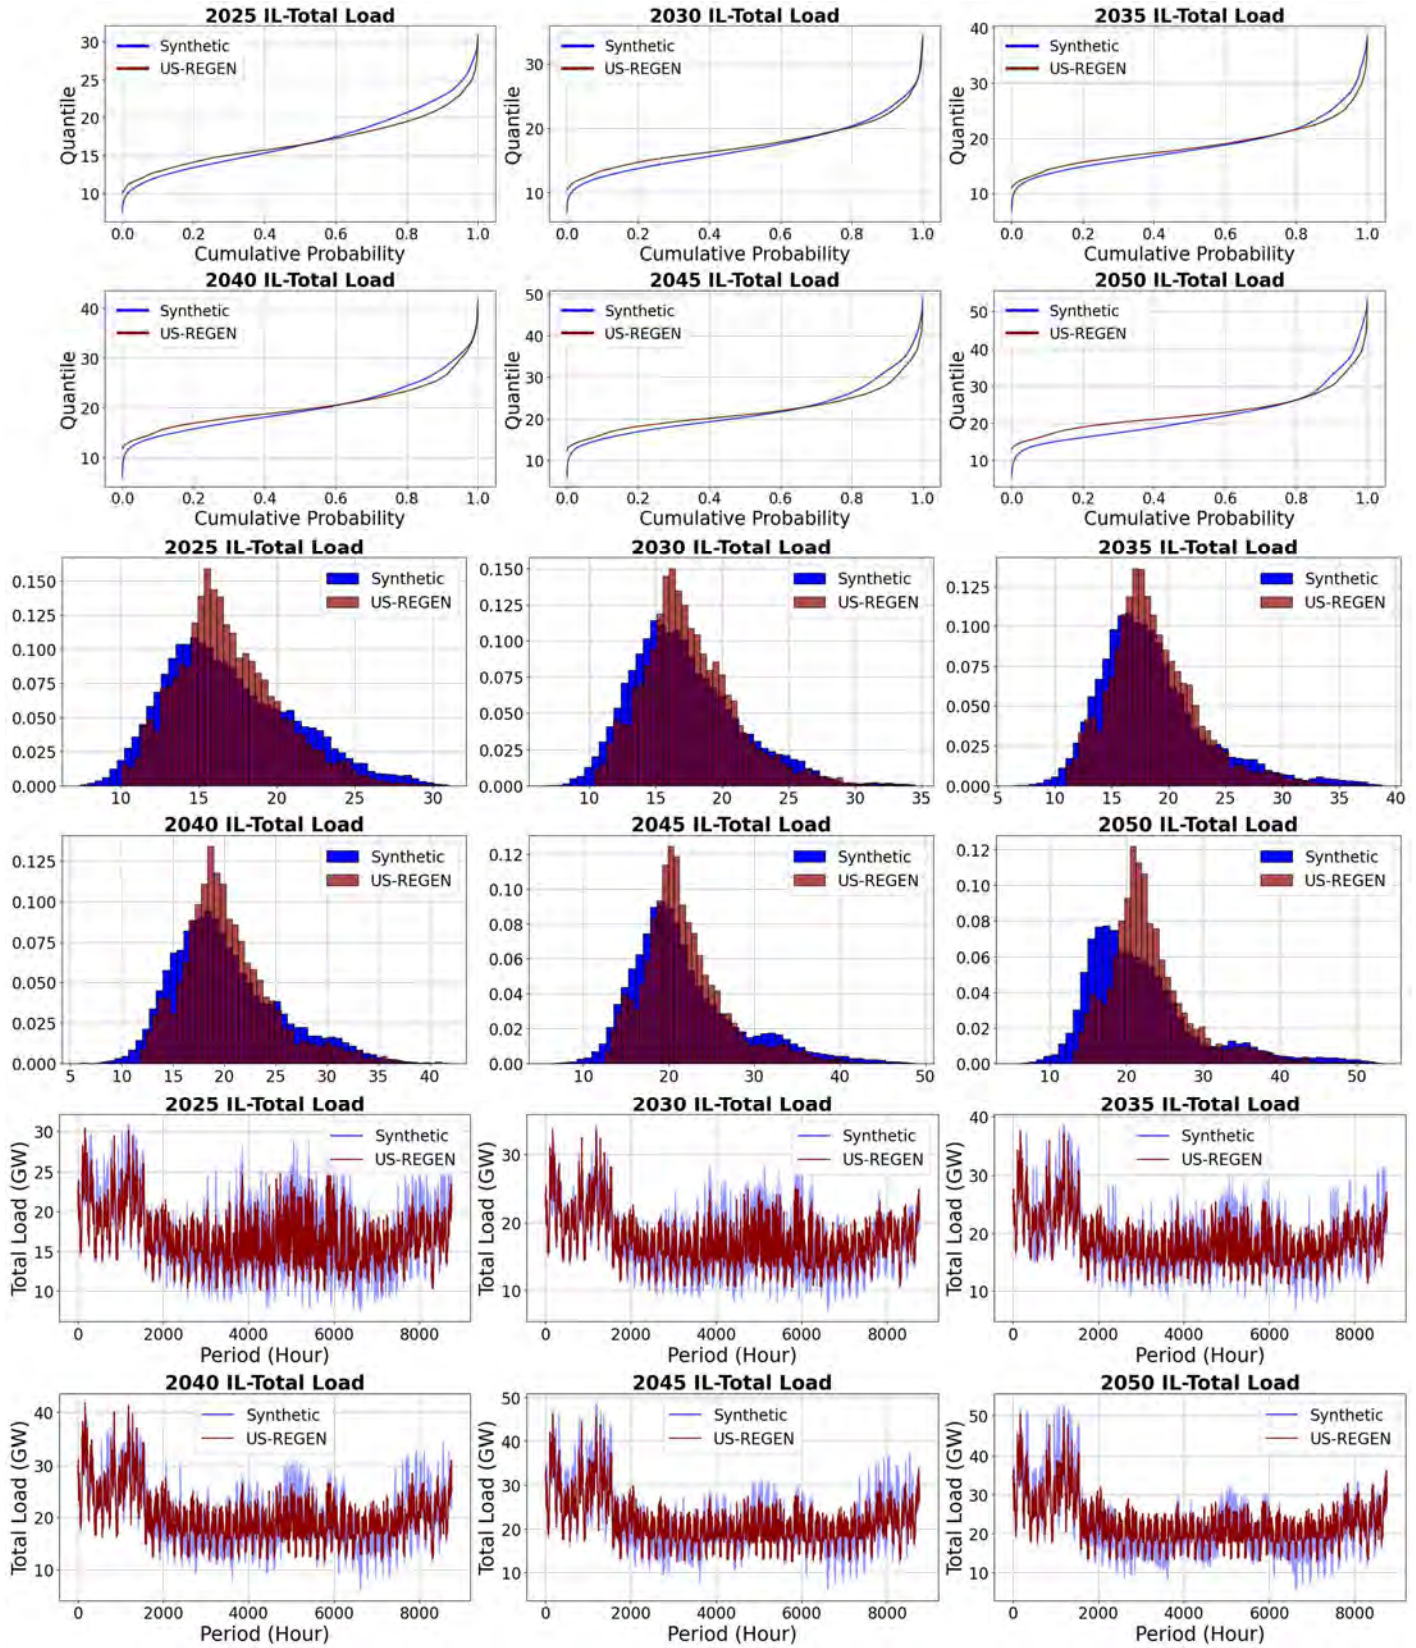 2025 IL-Total Load
2030 IL-Total Load
2035 IL-Total Load
Quantile
30
25
20
15
10
Synthetic
US-REGEN
0.0 0.2 0.4 0.6 0.8 1.0
Cumulative Probability
Quantile
30
20
10
Synthetic
US-REGEN
0.0 0.2 0.4 0.6 0.8 1.0
Cumulative Probability
Quantile
40
30
20
10
Synthetic
US-REGEN
0.0 0.2 0.4 0.6 0.8 1.0
Cumulative Probability
2040 IL-Total Load
2045 IL-Total Load
2050 IL-Total Load
Quantile
40
30
20
10
Synthetic
US-REGEN
0.0 0.2 0.4 0.6 0.8 1.0
Cumulative Probability
Quantile
50
40
30
20
10
Synthetic
US-REGEN
0.0 0.2 0.4 0.6 0.8 1.0
Cumulative Probability
Quantile
50
40
30
20
10
Synthetic
US-REGEN
0.0 0.2 0.4 0.6 0.8 1.0
Cumulative Probability
2025 IL-Total Load
2030 IL-Total Load
2035 IL-Total Load
0.150
0.125
0.100
0.075
0.050
0.025
0.000
Synthetic
US-REGEN
10 15 20 25 30
0.150
0.125
0.100
0.075
0.050
0.025
0.000
Synthetic
US-REGEN
10 15 20 25 30 35
0.125
0.100
0.075
0.050
0.025
0.000
Synthetic
US-REGEN
5 10 15 20 25 30 35 40
2040 IL-Total Load
2045 IL-Total Load
2050 IL-Total Load
0.125
0.100
0.075
0.050
0.025
0.000
Synthetic
US-REGEN
5 10 15 20 25 30 35 40
0.12
0.10
0.08
0.06
0.04
0.02
0.00
Synthetic
US-REGEN
10 20 30 40 50
0.12
0.10
0.08
0.06
0.04
0.02
0.00
Synthetic
US-REGEN
10 20 30 40 50
2025 IL-Total Load
2030 IL-Total Load
2035 IL-Total Load
Total Load (GW)
30
25
20
15
10
Synthetic
US-REGEN
0 2000 4000 6000 8000
Period (Hour)
Total Load (GW)
30
20
10
Synthetic
US-REGEN
0 2000 4000 6000 8000
Period (Hour)
Total Load (GW)
40
30
20
10
Synthetic
US-REGEN
0 2000 4000 6000 8000
Period (Hour)
2040 IL-Total Load
2045 IL-Total Load
2050 IL-Total Load
Total Load (GW)
40
30
20
10
Synthetic
US-REGEN
0 2000 4000 6000 8000
Period (Hour)
Total Load (GW)
50
40
30
20
10
Synthetic
US-REGEN
0 2000 4000 6000 8000
Period (Hour)
Total Load (GW)
50
40
30
20
10
Synthetic
US-REGEN
0 2000 4000 6000 8000
Period (Hour)